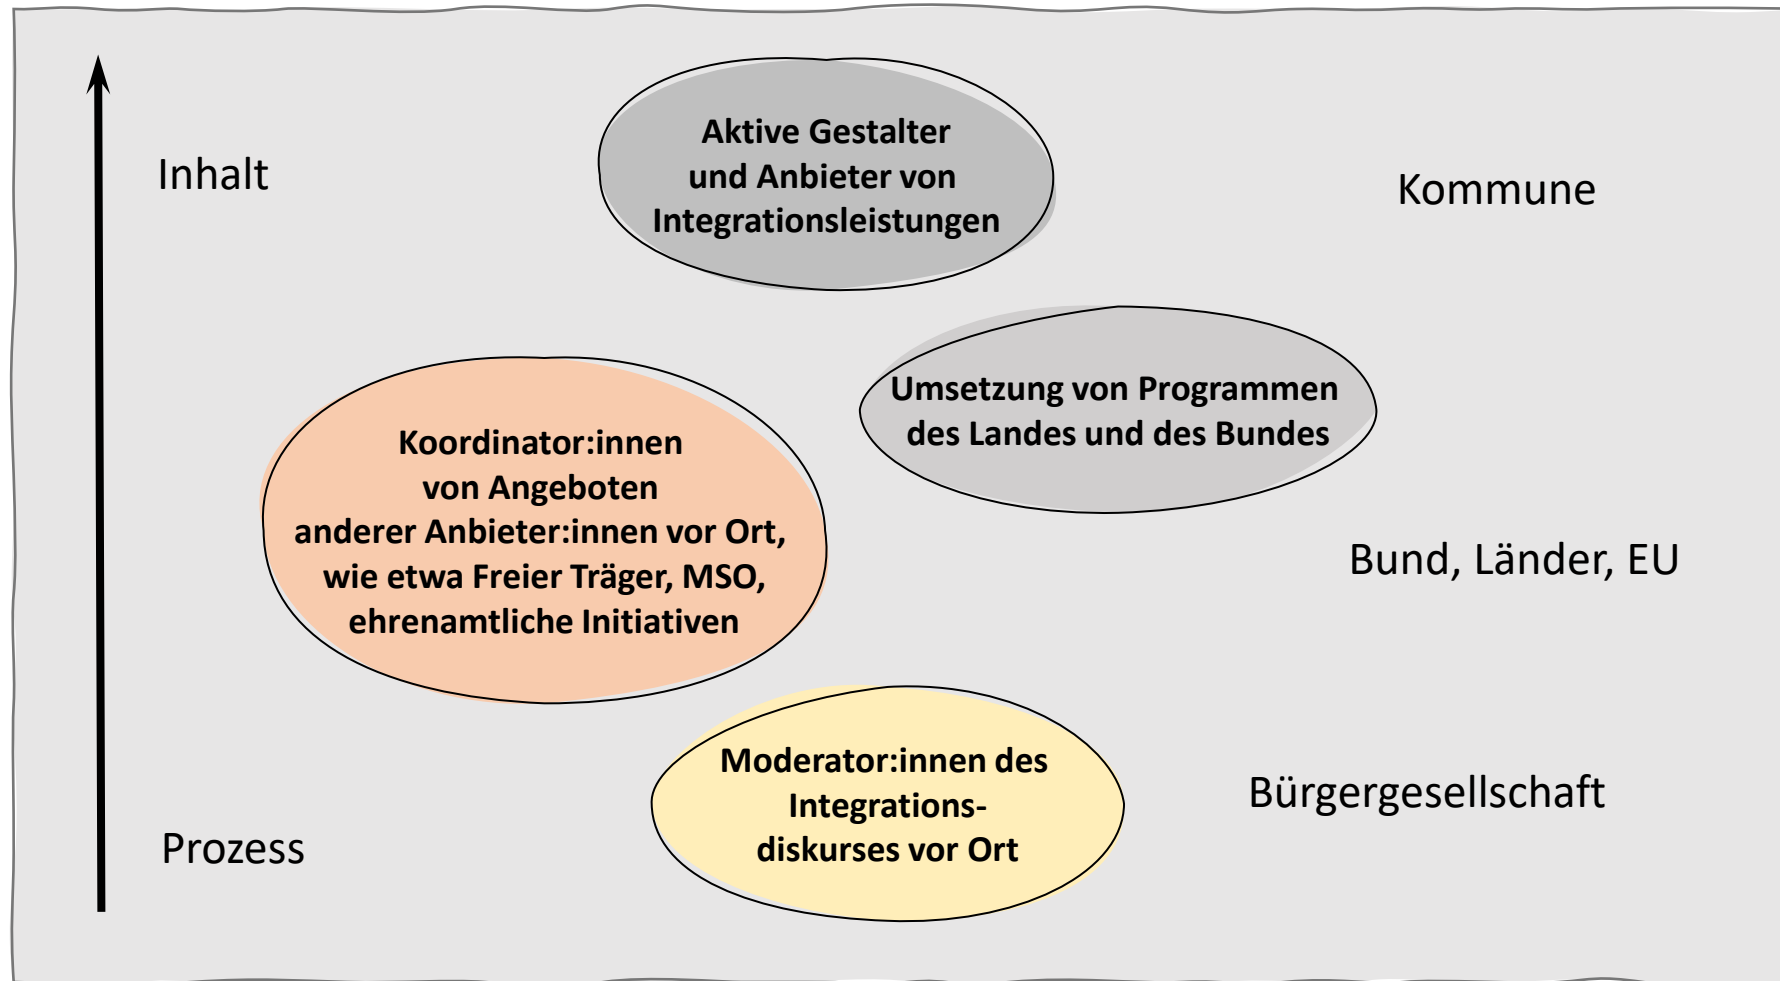 Inhalt
Aktive Gestalter
und Anbieter von
Integrationsleistungen
Kommune
Umsetzung von Programmen
des Landes und des Bundes
Koordinator:innen
von Angeboten
anderer Anbieter:innen vor Ort,
wie etwa Freier Träger, MSO,
ehrenamtliche Initiativen
Bund, Länder, EU
Moderator:innen des
Integrations-
diskurses vor Ort
Bürgergesellschaft
Prozess